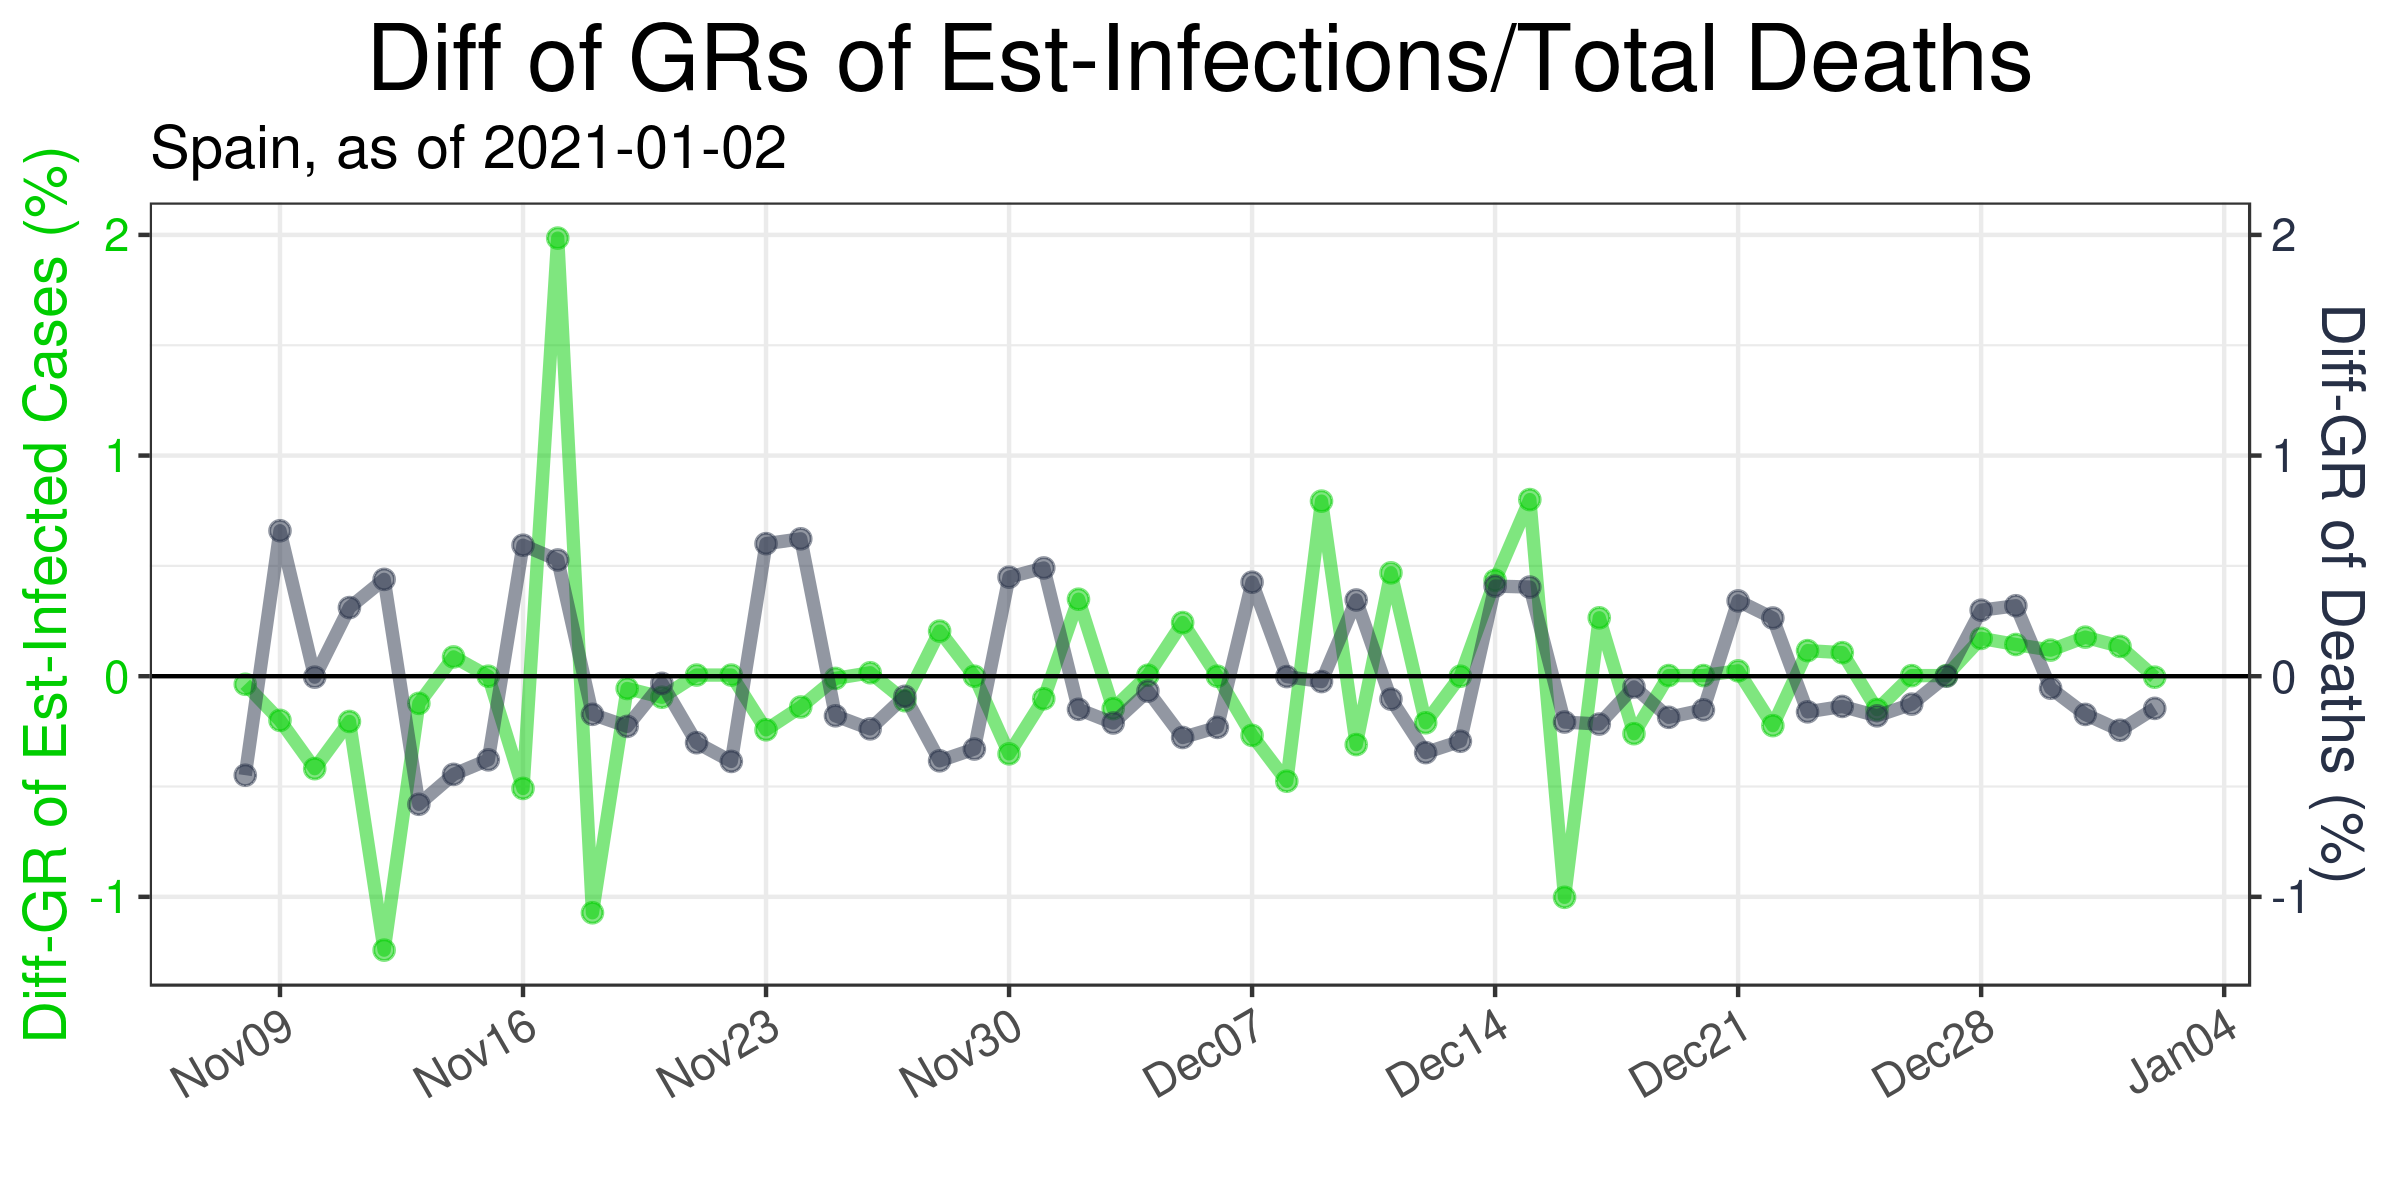 Diff of GRs of Est-Infections/Total Deaths
Spain, as of 2021-01-02
Diff-GR of Est-Infected Cases (%)
2
1
0
-1
2
1
0
-1
Diff-GR of Deaths (%)
Nov09
Nov16
Nov23
Nov30
Dec07
Dec14
Dec21
Dec28
Jan04